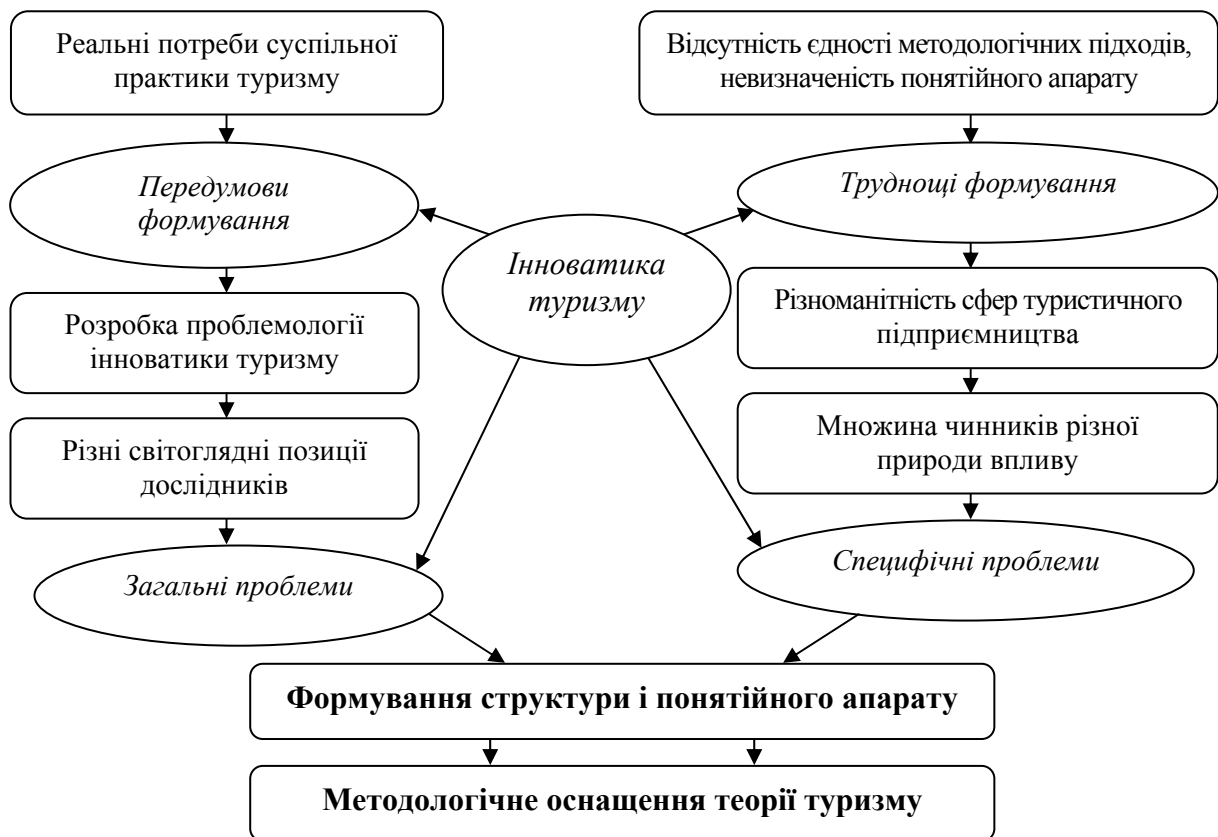 Реальні потреби суспільної
практики туризму
Відсутність єдності методологічних підходів,
невизначеність понятійного апарату
Передумови
формування
Труднощі формування
Інноватика
туризму
Розробка проблемології
інноватики туризму
Різноманітність сфер туристичного
підприємництва
Різні світоглядні позиції
дослідників
Множина чинників різної
природи впливу
Загальні проблеми
Специфічні проблеми
Формування структури і понятійного апарату
Методологічне оснащення теорії туризму